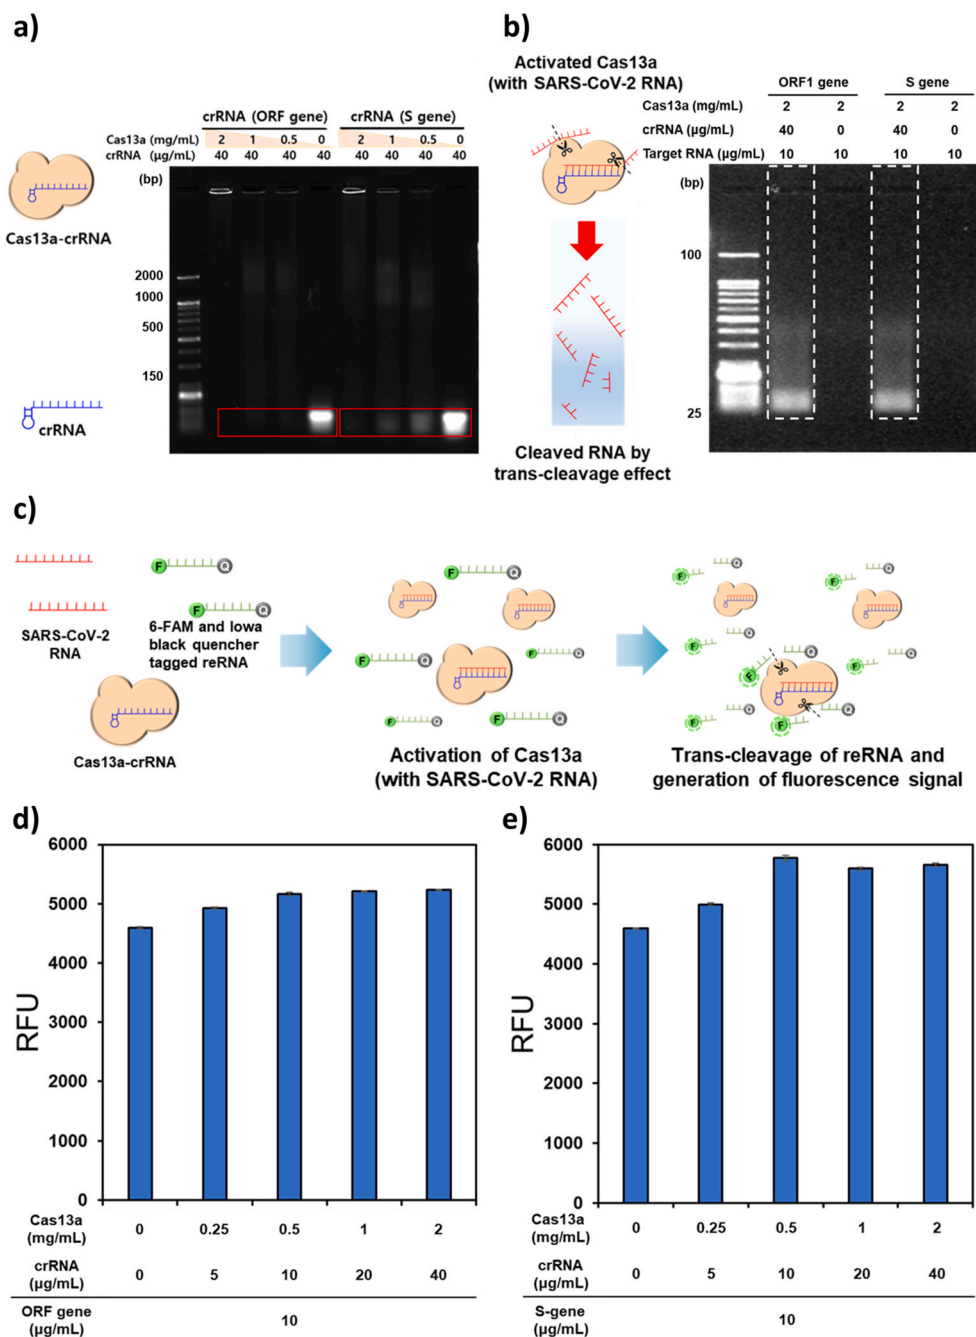 a)
crRNA (ORF gene) crRNA (S gene)
Cas13a (mg/mL) 2 1 0.5 0 2 1 0.5 0
crRNA (μg/mL) 40 40 40 40 40 40 40 40
(bp)
2000
1000
500
150
Cas13a-crRNA
crRNA
b)
Activated Cas13a
(with SARS-CoV-2 RNA)
ORF1 gene S gene
Cas13a (mg/mL) 2 2 2 2
crRNA (μg/mL) 40 0 40 0
Target RNA (μg/mL) 10 10 10 10
(bp)
100
25
Cleaved RNA by
trans-cleavage effect
c)
F Q
F Q
SARS-CoV-2
RNA
6-FAM and Iowa
black quencher
tagged reRNA
Cas13a-crRNA
F Q
F Q
F Q
F Q
F Q
Activation of Cas13a
(with SARS-CoV-2 RNA)
F Q
F Q
F Q
F Q
F Q
F Q
F Q
Trans-cleavage of reRNA and
generation of fluorescence signal
d)
RFU
6000
5000
4000
3000
2000
1000
0
Cas13a
(mg/mL) 0 0.25 0.5 1 2
crRNA
(μg/mL) 0 5 10 20 40
ORF gene
(μg/mL) 10
e)
RFU
6000
5000
4000
3000
2000
1000
0
Cas13a
(mg/mL) 0 0.25 0.5 1 2
crRNA
(μg/mL) 0 5 10 20 40
S-gene
(μg/mL) 10